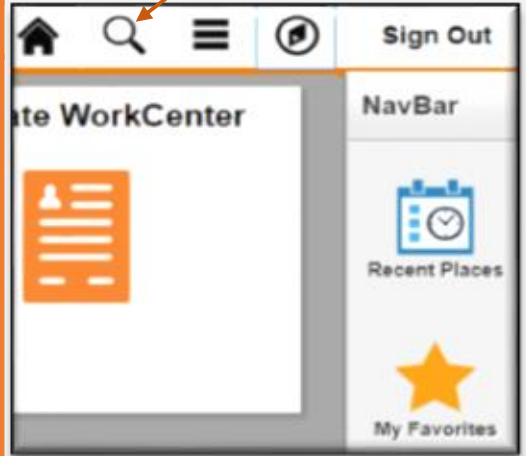 Sign Out
ate WorkCenter
NavBar
Recent Places
My Favorites